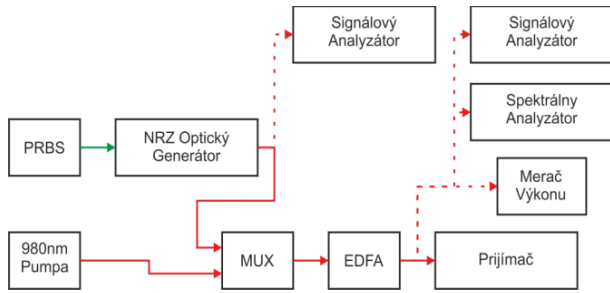 Signálový
Analyzátor
Signálový
Analyzátor
Spektrálny
Analyzátor
PRBS
NRZ Optický
Generátor
Merač
Výkonu
980nm
Pumpa
MUX
EDFA
Prijímač